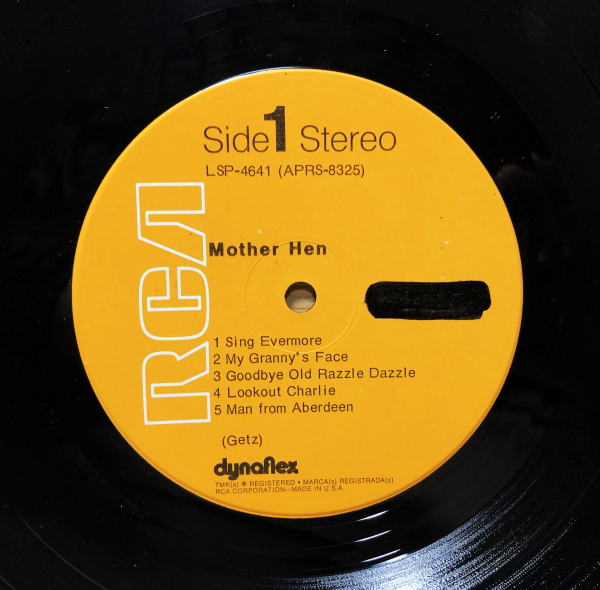 Side 1 Stereo
LSP-4641 (APRS-8325)
RCA
Mother Hen
1 Sing Evermore
2 My Granny's Face
3 Goodbye Old Razzle Dazzle
4 Lookout Charlie
5 Man from Aberdeen
(Getz)
dynaflex
TMK(s) ® REGISTERED • MARCA(s) REGISTRADA(s)
RCA CORPORATION—MADE IN U.S.A.